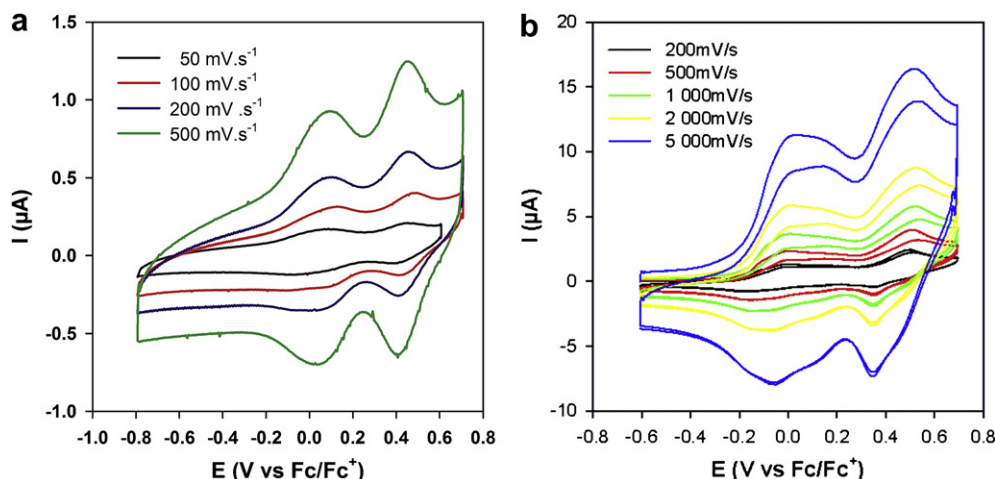 a
1.5
1.0
0.5
0.0
-0.5
-1.0
I (µA)
50 mV.s⁻¹
100 mV.s⁻¹
200 mV .s⁻¹
500 mV.s⁻¹
-1.0 -0.8 -0.6 -0.4 -0.2 0.0 0.2 0.4 0.6 0.8
E (V vs Fc/Fc⁺)
b
20
15
10
5
0
-5
-10
I (µA)
200mV/s
500mV/s
1 000mV/s
2 000mV/s
5 000mV/s
-0.6 -0.4 -0.2 0.0 0.2 0.4 0.6 0.8
E (V vs Fc/Fc⁺)